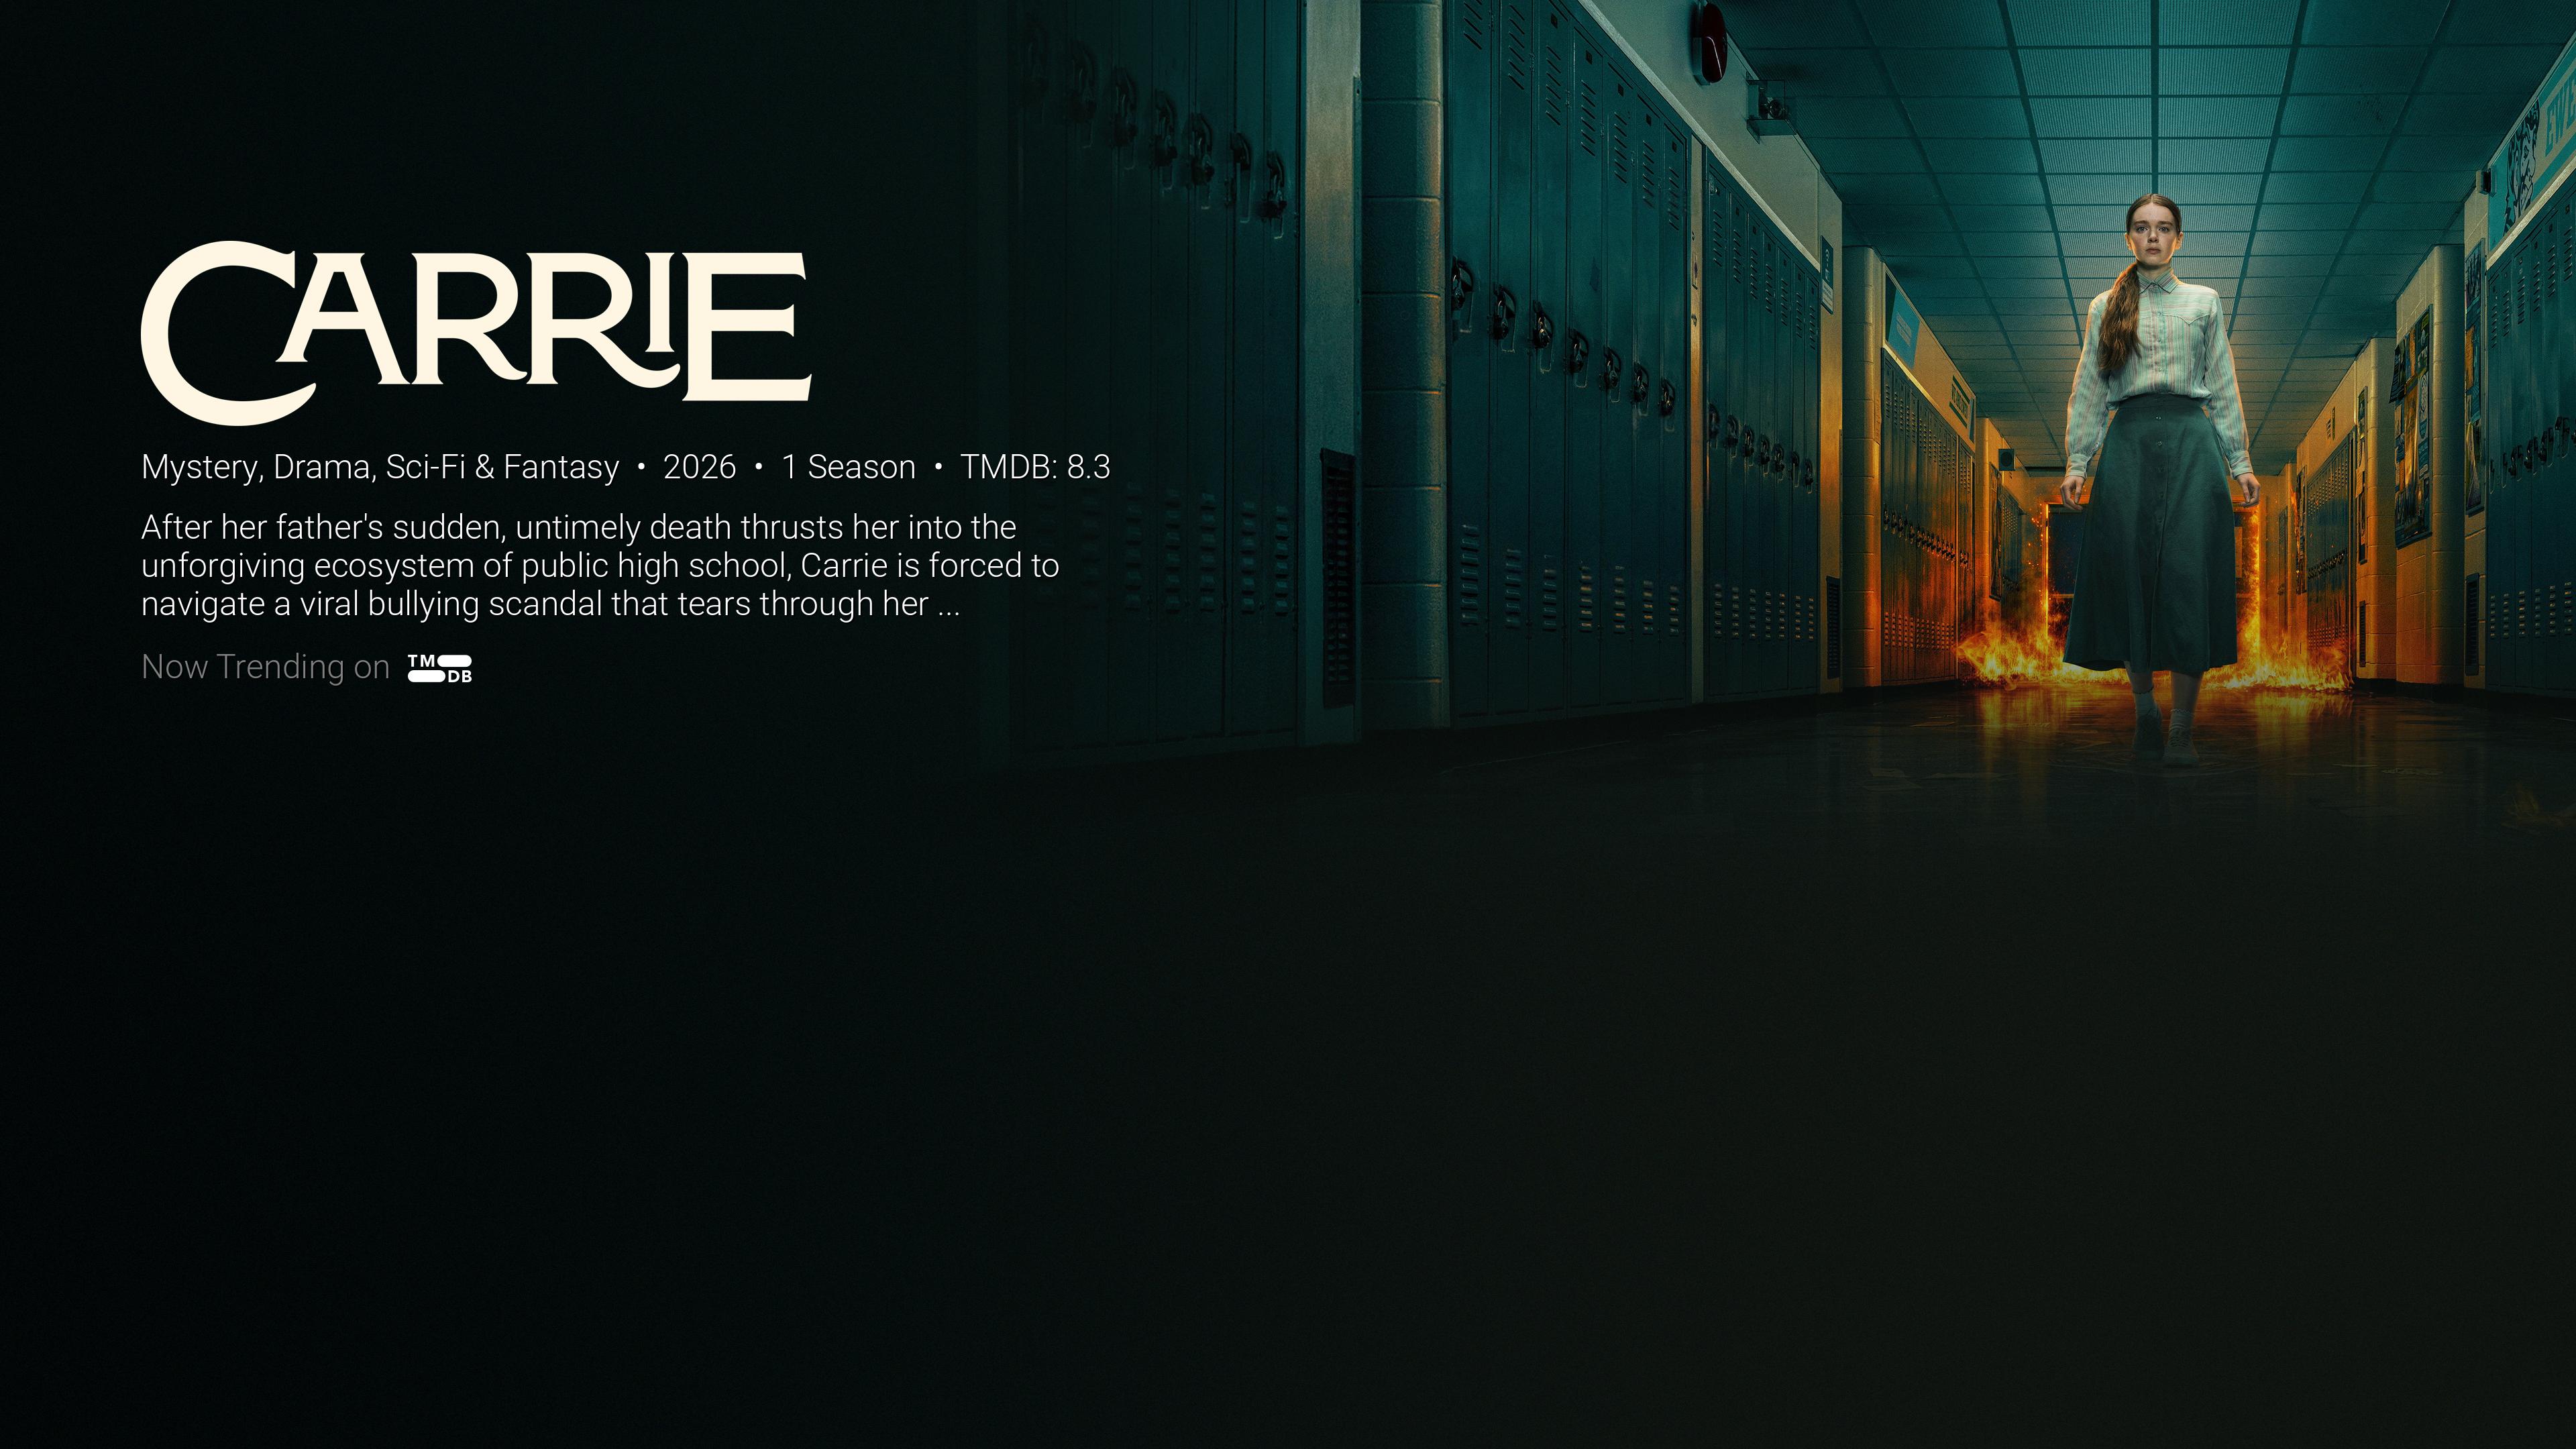 CARRIE
Mystery, Drama, Sci-Fi & Fantasy • 2026 • 1 Season • TMDB: 8.3
After her father's sudden, untimely death thrusts her into the
unforgiving ecosystem of public high school, Carrie is forced to
navigate a viral bullying scandal that tears through her ...
Now Trending on TMDB